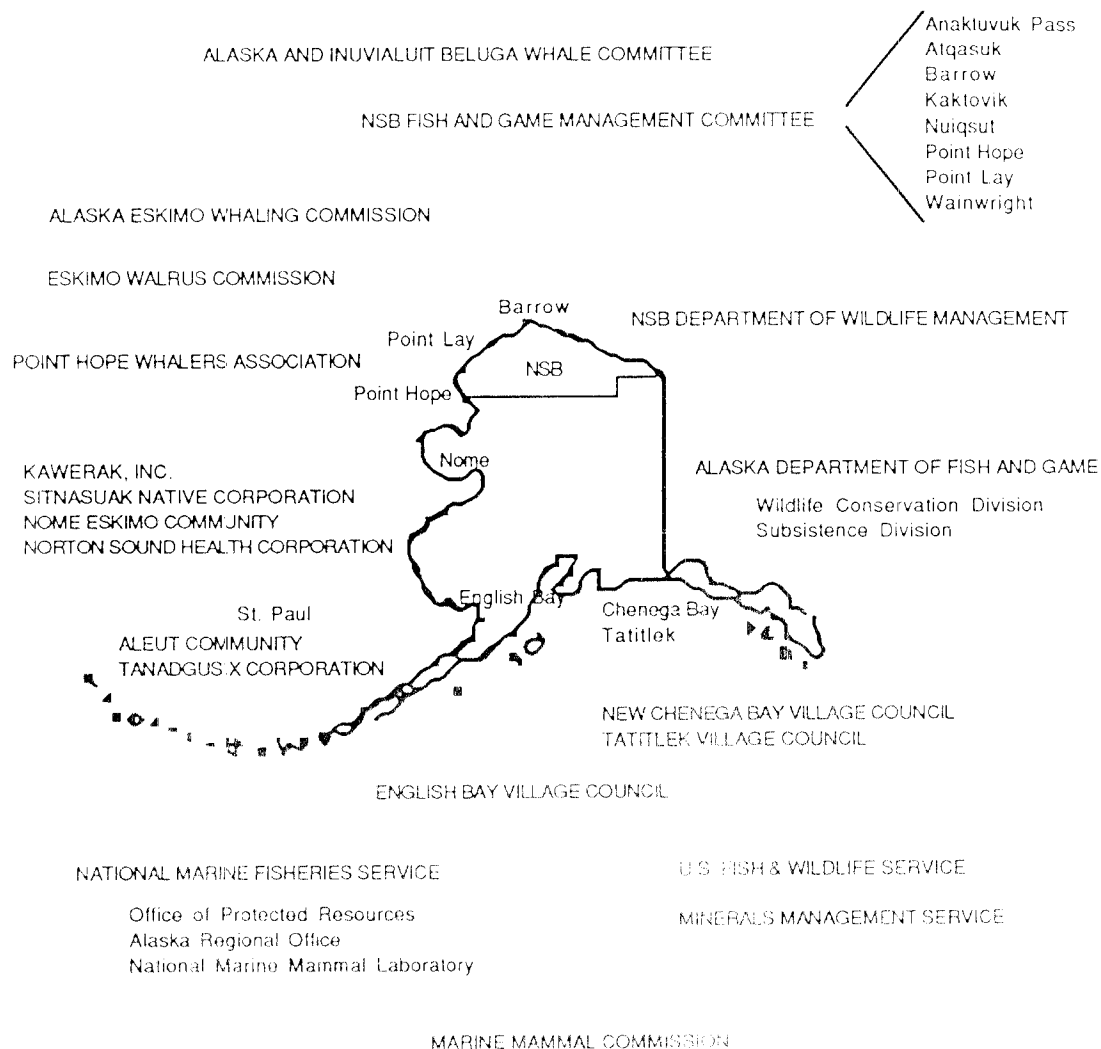 Anaktuvuk Pass
ALASKA AND INUVIALUIT BELUGA WHALE COMMITTEE
Atqasuk
Barrow
Kaktovik
NSB FISH AND GAME MANAGEMENT COMMITTEE
Nuiqsut
Point Hope
Point Lay
Wainwright
ALASKA ESKIMO WHALING COMMISSION
ESKIMO WALRUS COMMISSION
Barrow
NSB DEPARTMENT OF WILDLIFE MANAGEMENT
Point Lay
POINT HOPE WHALERS ASSOCIATION
NSB
Point Hope
Nome
KAWERAK, INC.
SITNASUAK NATIVE CORPORATION
NOME ESKIMO COMMUNITY
NORTON SOUND HEALTH CORPORATION
ALASKA DEPARTMENT OF FISH AND GAME
Wildlife Conservation Division
Subsistence Division
English Bay
Chenega Bay
Tatitlek
St. Paul
ALEUT COMMUNITY
TANADGUS.X CORPORATION
NEW CHENEGA BAY VILLAGE COUNCIL
TATITLEK VILLAGE COUNCIL
ENGLISH BAY VILLAGE COUNCIL
NATIONAL MARINE FISHERIES SERVICE
Office of Protected Resources
Alaska Regional Office
National Marine Mammal Laboratory
U.S. FISH & WILDLIFE SERVICE
MINERALS MANAGEMENT SERVICE
MARINE MAMMAL COMMISSION